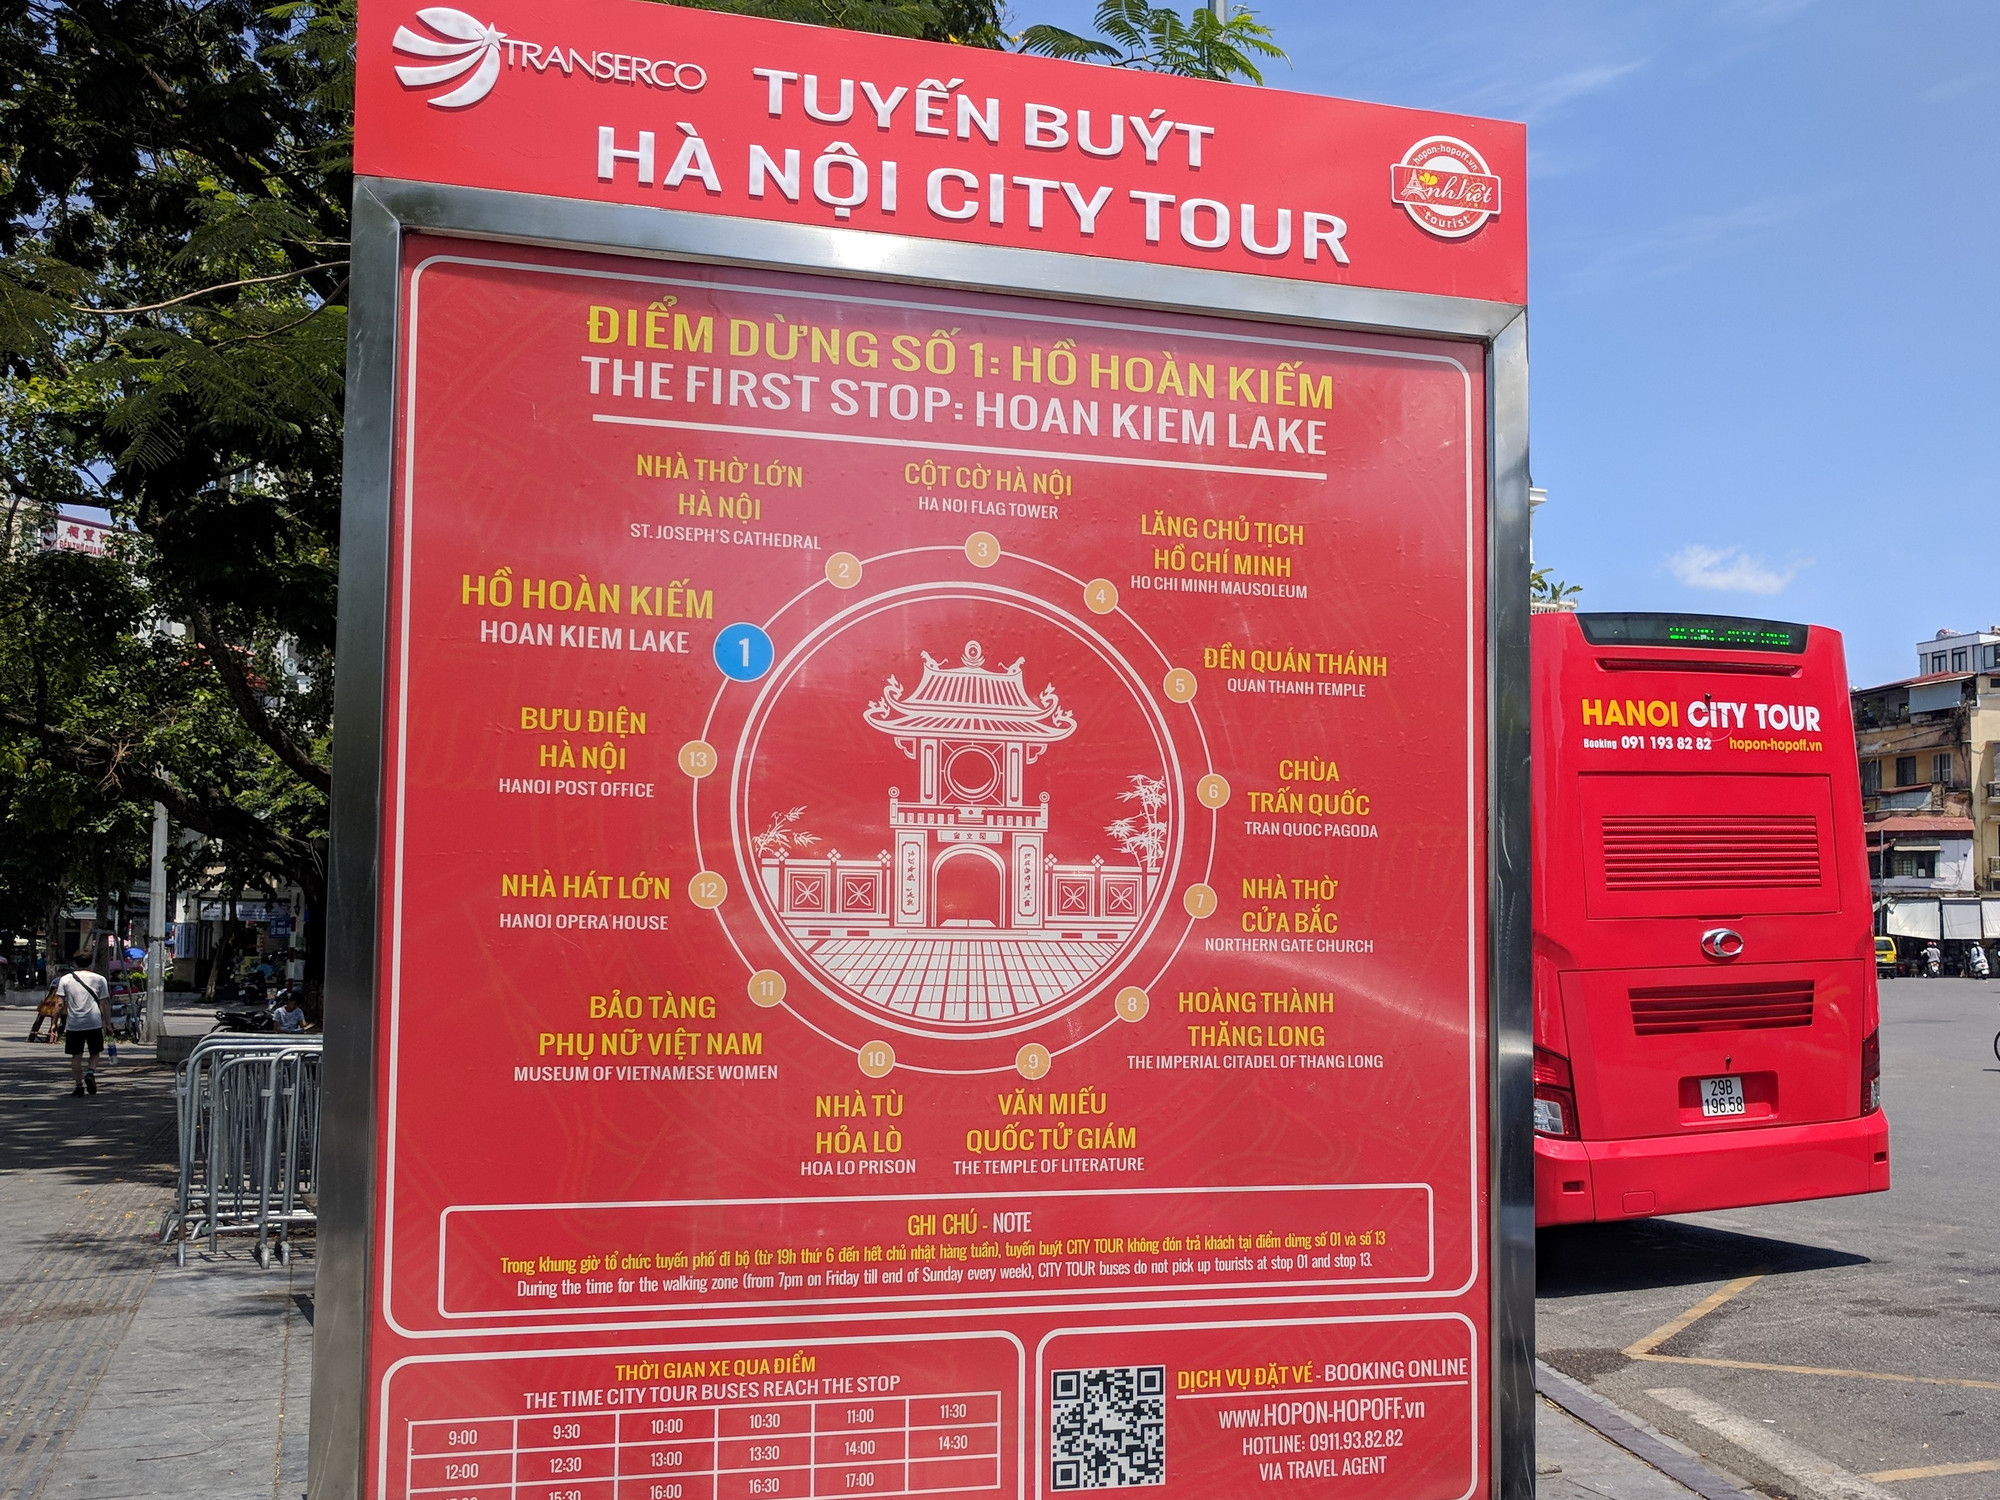 TRANSERCO
TUYẾN BUÝT
HÀ NỘI CITY TOUR
hopon-hopoff.vn
ÁnhViệt
tourist
ĐIỂM DỪNG SỐ 1: HỒ HOÀN KIẾM
THE FIRST STOP: HOAN KIEM LAKE
HỒ HOÀN KIẾM
HOAN KIEM LAKE
1
NHÀ THỜ LỚN
HÀ NỘI
ST. JOSEPH'S CATHEDRAL
2
CỘT CỜ HÀ NỘI
HA NOI FLAG TOWER
3
LĂNG CHỦ TỊCH
HỒ CHÍ MINH
HO CHI MINH MAUSOLEUM
4
ĐỀN QUÁN THÁNH
QUAN THANH TEMPLE
5
CHÙA
TRẤN QUỐC
TRAN QUOC PAGODA
6
NHÀ THỜ
CỬA BẮC
NORTHERN GATE CHURCH
7
HOÀNG THÀNH
THĂNG LONG
THE IMPERIAL CITADEL OF THANG LONG
8
VĂN MIẾU
QUỐC TỬ GIÁM
THE TEMPLE OF LITERATURE
9
NHÀ TÙ
HỎA LÒ
HOA LO PRISON
10
BẢO TÀNG
PHỤ NỮ VIỆT NAM
MUSEUM OF VIETNAMESE WOMEN
11
NHÀ HÁT LỚN
HANOI OPERA HOUSE
12
BƯU ĐIỆN
HÀ NỘI
HANOI POST OFFICE
13
GHI CHÚ - NOTE
Trong khung giờ tổ chức tuyến phố đi bộ (từ 19h thứ 6 đến hết chủ nhật hàng tuần), tuyến buýt CITY TOUR không đón trả khách tại điểm dừng số 01 và số 13
During the time for the walking zone (from 7pm on Friday till end of Sunday every week), CITY TOUR buses do not pick up tourists at stop 01 and stop 13.
THỜI GIAN XE QUA ĐIỂM
THE TIME CITY TOUR BUSES REACH THE STOP
9:00 9:30 10:00 10:30 11:00 11:30
12:00 12:30 13:00 13:30 14:00 14:30
15:30 16:00 16:30 17:00
DỊCH VỤ ĐẶT VÉ - BOOKING ONLINE
WWW.HOPON-HOPOFF.vn
HOTLINE: 0911.93.82.82
VIA TRAVEL AGENT
HANOI CITY TOUR
Booking 091 193 82 82 hopon-hopoff.vn
29B
196.58